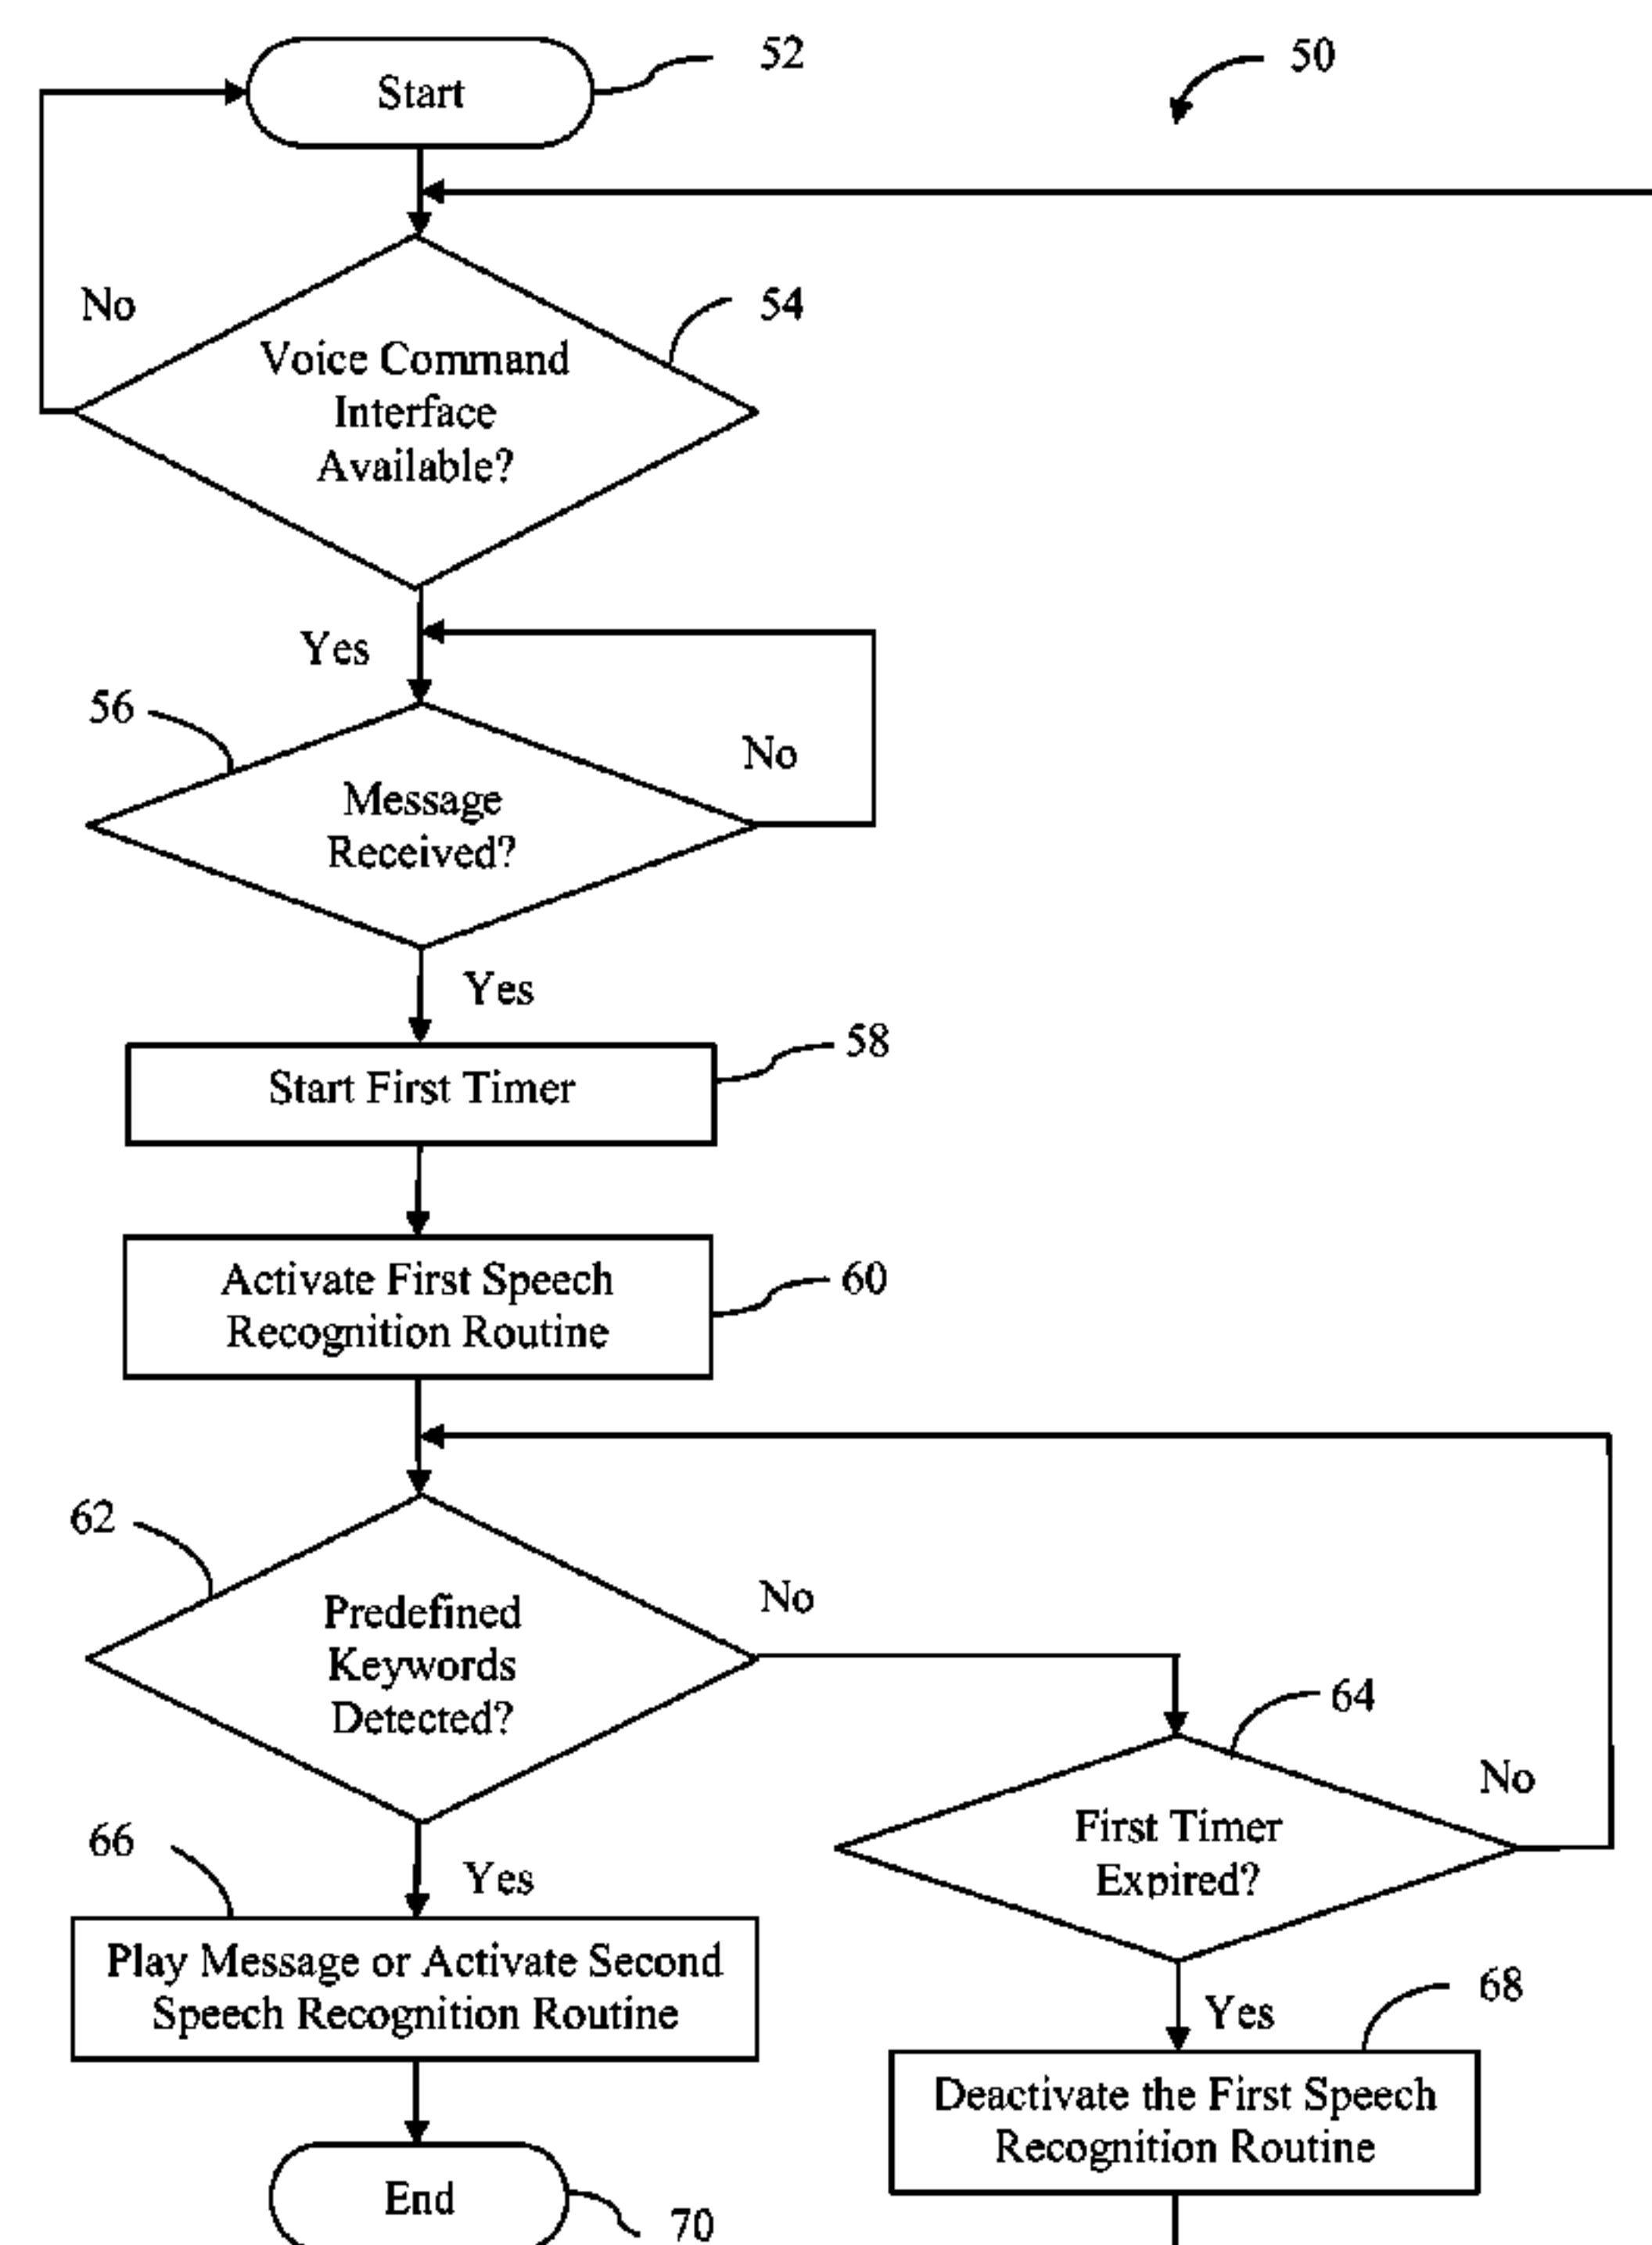 Start
52
50
No
54
Voice Command
Interface
Available?
Yes
56
No
Message
Received?
Yes
58
Start First Timer
60
Activate First Speech
Recognition Routine
62
No
Predefined
Keywords
Detected?
64
No
First Timer
Expired?
66
Yes
Play Message or Activate Second
Speech Recognition Routine
68
Yes
Deactivate the First Speech
Recognition Routine
End
70